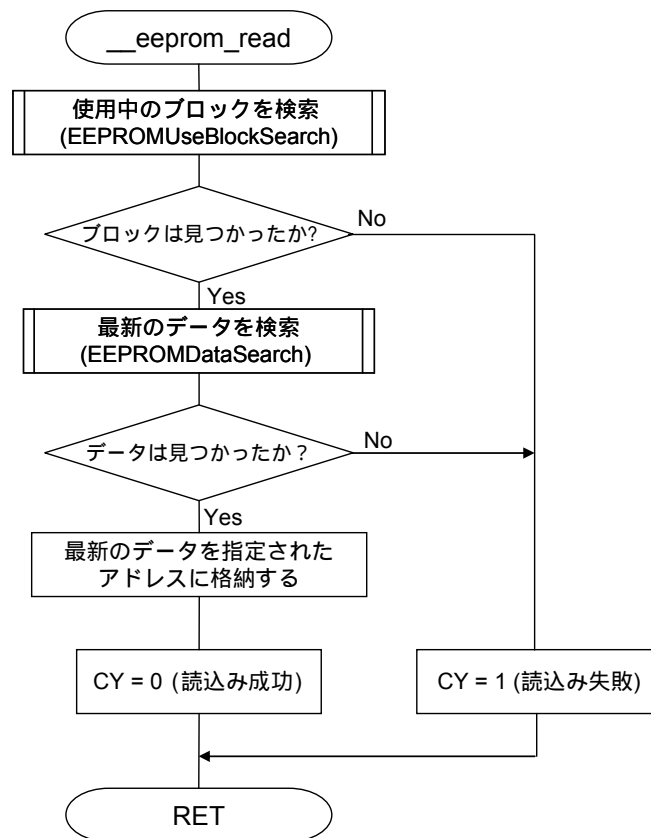 __eeprom_read
使用中のブロックを検索
(EEPROMUseBlockSearch)
ブロックは見つかったか?
No
Yes
最新のデータを検索
(EEPROMDataSearch)
データは見つかったか？
No
Yes
最新のデータを指定された
アドレスに格納する
CY = 0 (読込み成功)
CY = 1 (読込み失敗)
RET